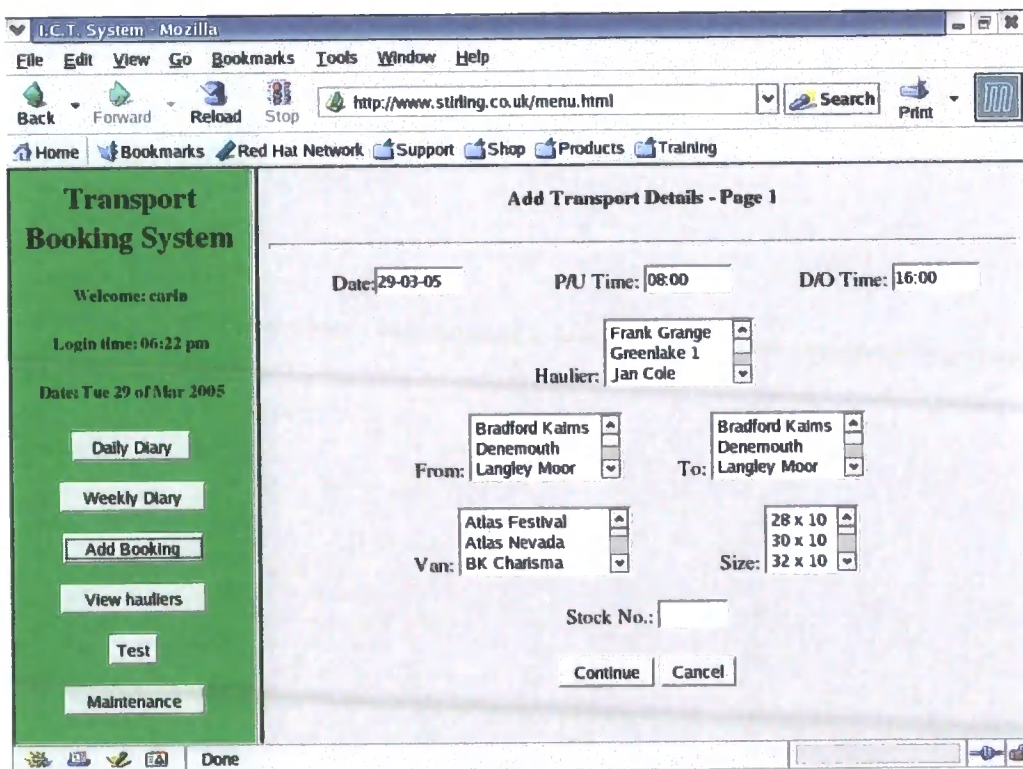 I.C.T. System - Mozilla
File Edit View Go Bookmarks Tools Window Help
Back Forward Reload Stop http://www.stirling.co.uk/menu.html Search Print
Home Bookmarks Red Hat Network Support Shop Products Training
Transport
Booking System
Welcome: carin
Login time: 06:22 pm
Date: Tue 29 of Mar 2005
Daily Diary
Weekly Diary
Add Booking
View hauliers
Test
Maintenance
Add Transport Details - Page 1
Date: 29-03-05 P/U Time: 08:00 D/O Time: 16:00
Frank Grange
Greenlake 1
Haulier: Jan Cole
Bradford Kaims
Denemouth
From: Langley Moor
Bradford Kaims
Denemouth
To: Langley Moor
Atlas Festival
Atlas Nevada
Van: BK Charisma
28 x 10
30 x 10
Size: 32 x 10
Stock No.:
Continue Cancel
Done